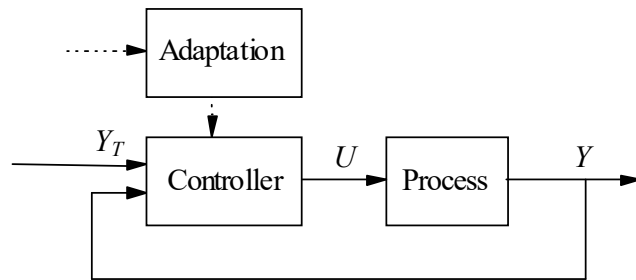 Adaptation
Y_T
Controller
U
Process
Y